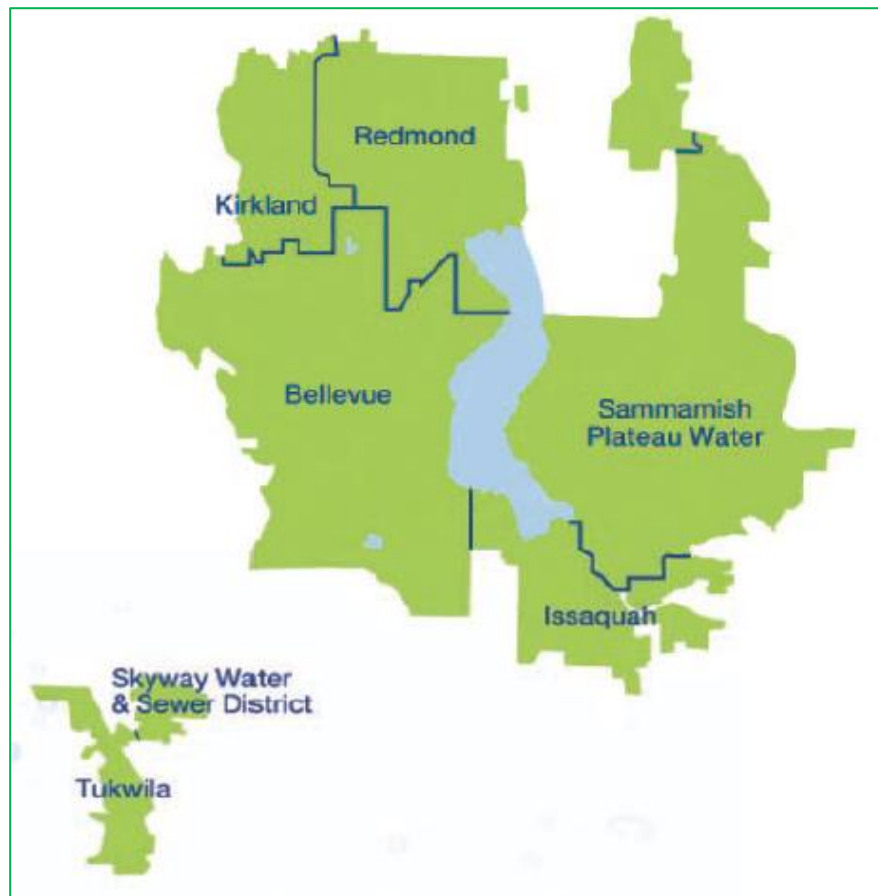 Redmond
Kirkland
Bellevue
Sammamish
Plateau Water
Issaquah
Skyway Water
& Sewer District
Tukwila